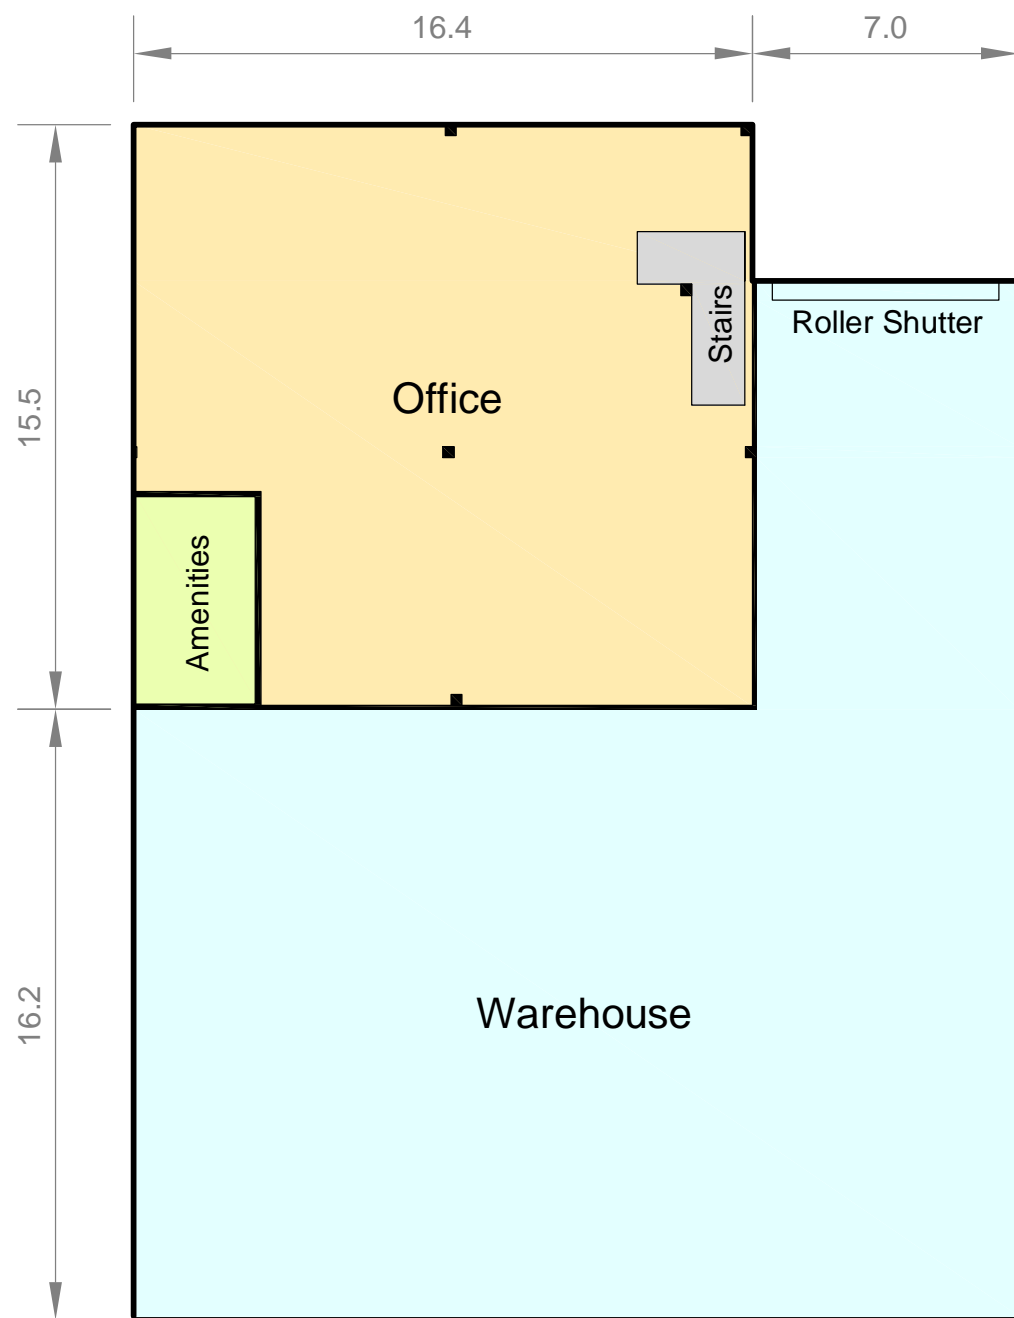 16.4
7.0
Roller Shutter
Stairs
Office
15.5
Amenities
16.2
Warehouse